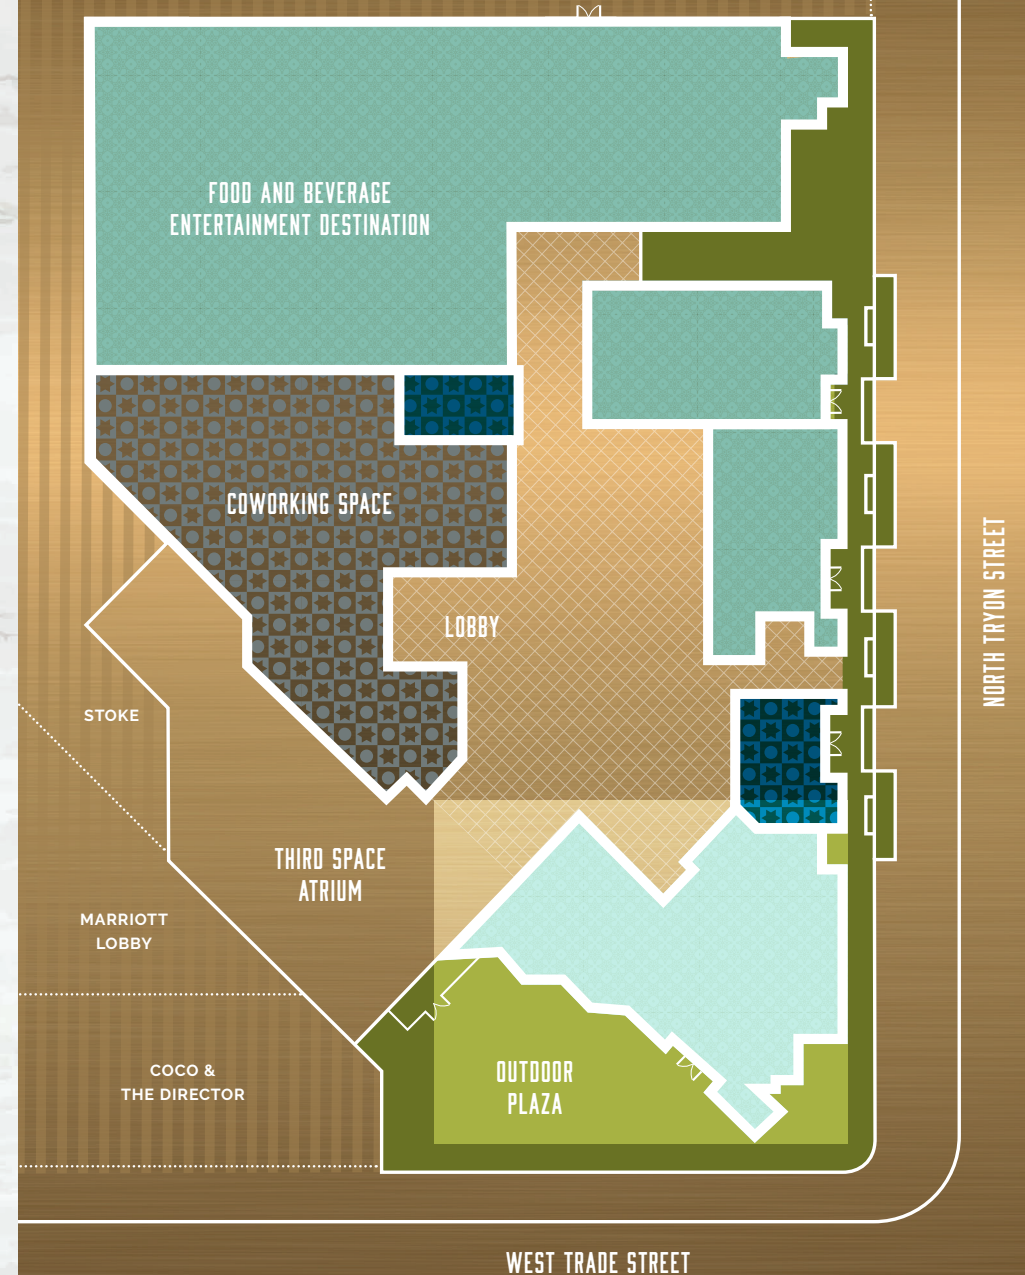 FOOD AND BEVERAGE
ENTERTAINMENT DESTINATION
COWORKING SPACE
LOBBY
NORTH TRYON STREET
STOKE
THIRD SPACE
ATRIUM
MARRIOTT
LOBBY
COCO &
THE DIRECTOR
OUTDOOR
PLAZA
WEST TRADE STREET